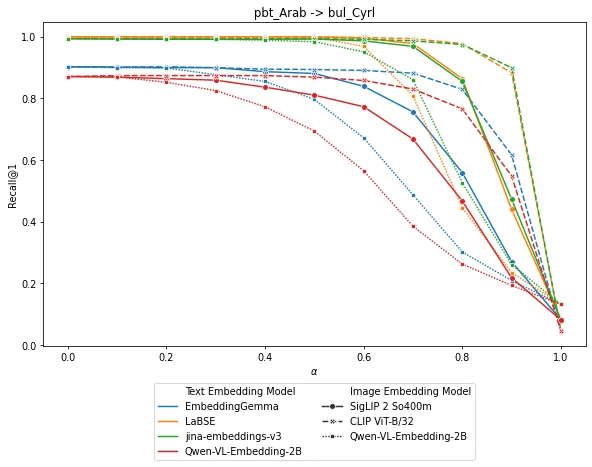 pbt_Arab -> bul_Cyrl
Recall@1
1.0
0.8
0.6
0.4
0.2
0.0
0.0 0.2 0.4 0.6 0.8 1.0
α
Text Embedding Model
EmbeddingGemma
LaBSE
jina-embeddings-v3
Qwen-VL-Embedding-2B
Image Embedding Model
SigLIP 2 So400m
CLIP ViT-B/32
Qwen-VL-Embedding-2B